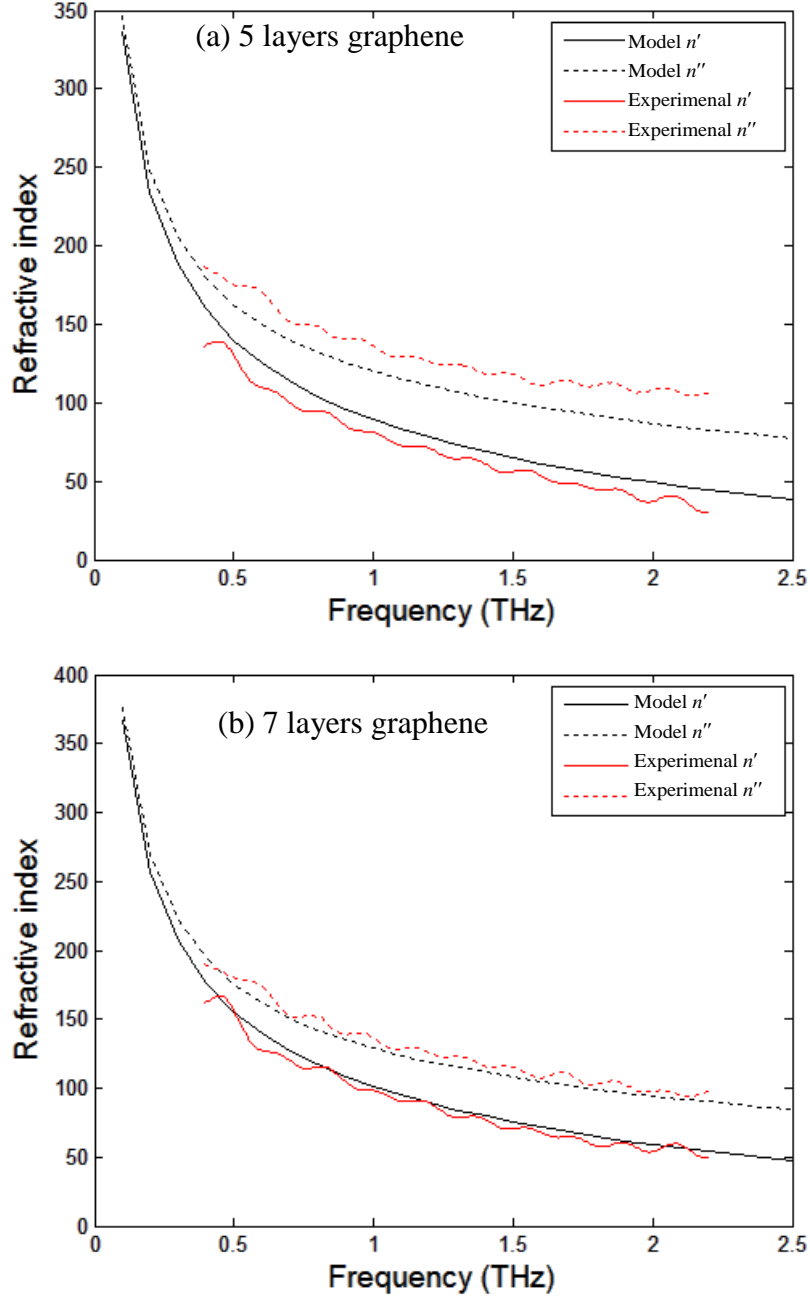 (a) 5 layers graphene
Model n′
Model n′′
Experimenal n′
Experimenal n′′
350
300
250
200
150
100
50
0
Refractive index
0
0.5
1
1.5
2
2.5
Frequency (THz)
(b) 7 layers graphene
Model n′
Model n′′
Experimenal n′
Experimenal n′′
400
350
300
250
200
150
100
50
0
Refractive index
0
0.5
1
1.5
2
2.5
Frequency (THz)